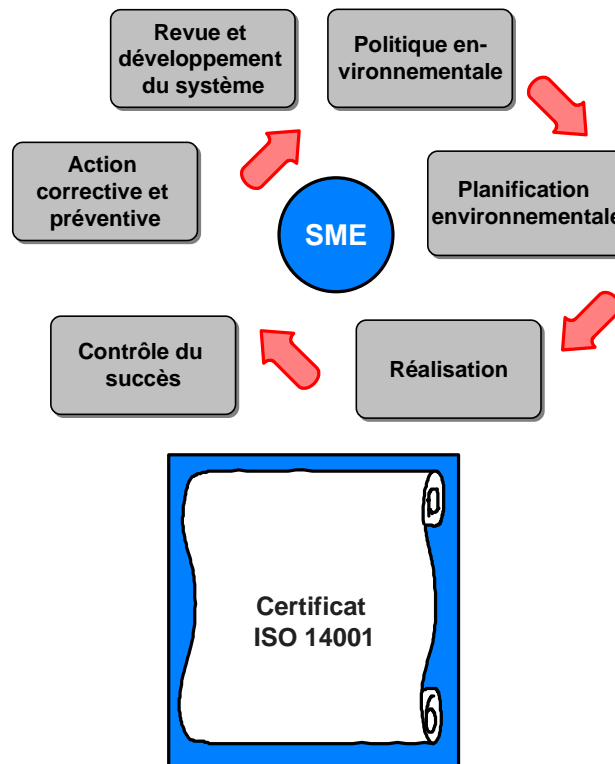 Revue et
développement
du système
Politique en-
vironnementale
Action
corrective et
préventive
Planification
environnementale
SME
Contrôle du
succès
Réalisation
Certificat
ISO 14001